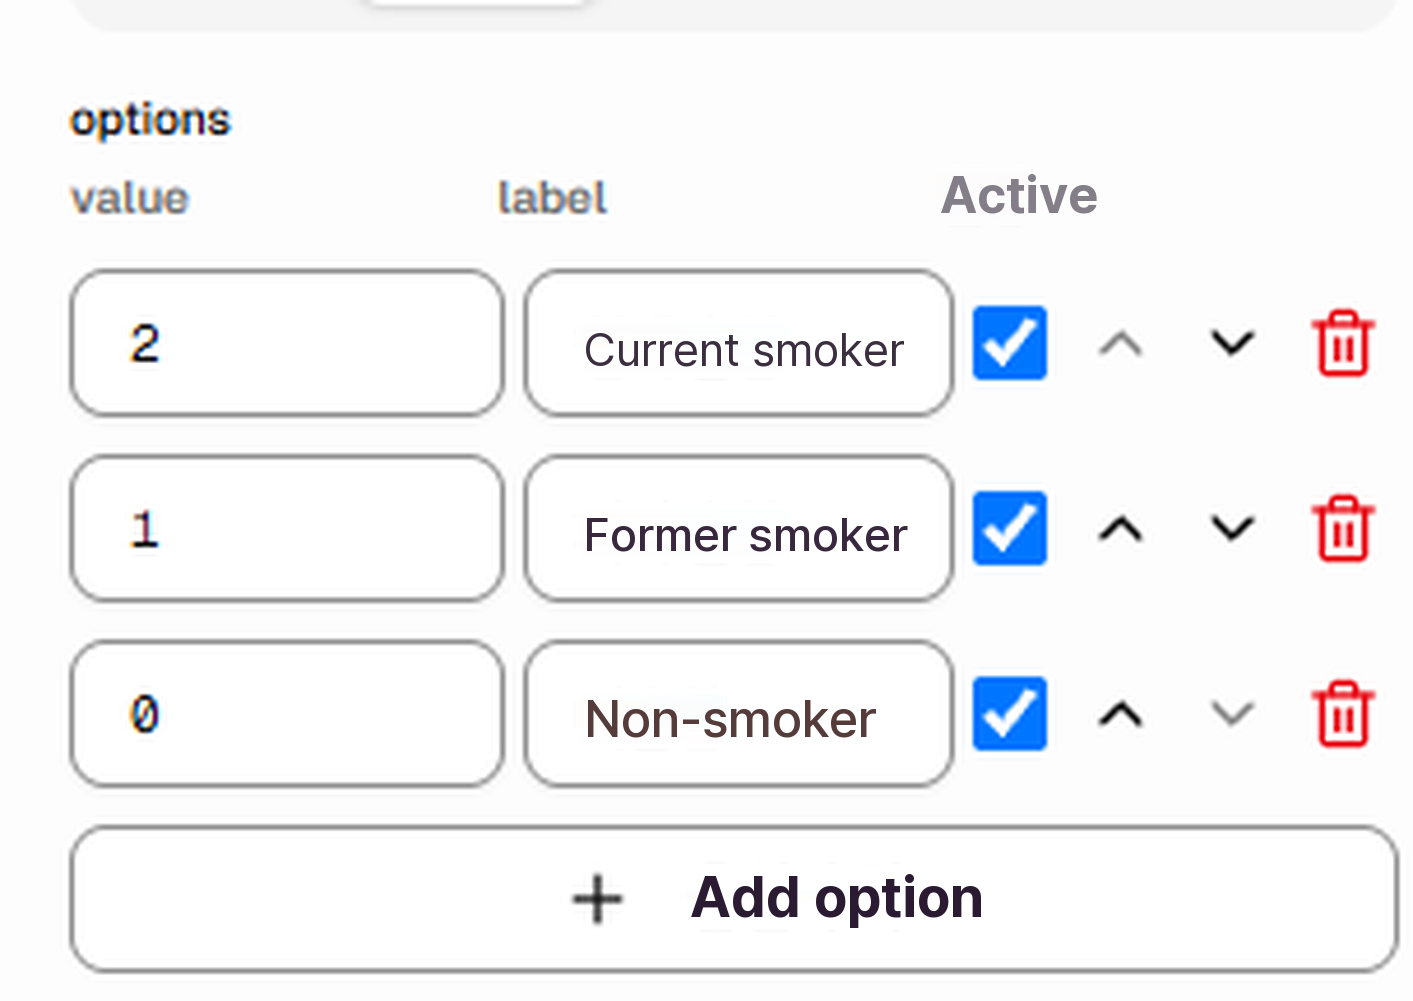 options
value label Active
2 Current smoker
1 Former smoker
0 Non-smoker
+ Add option